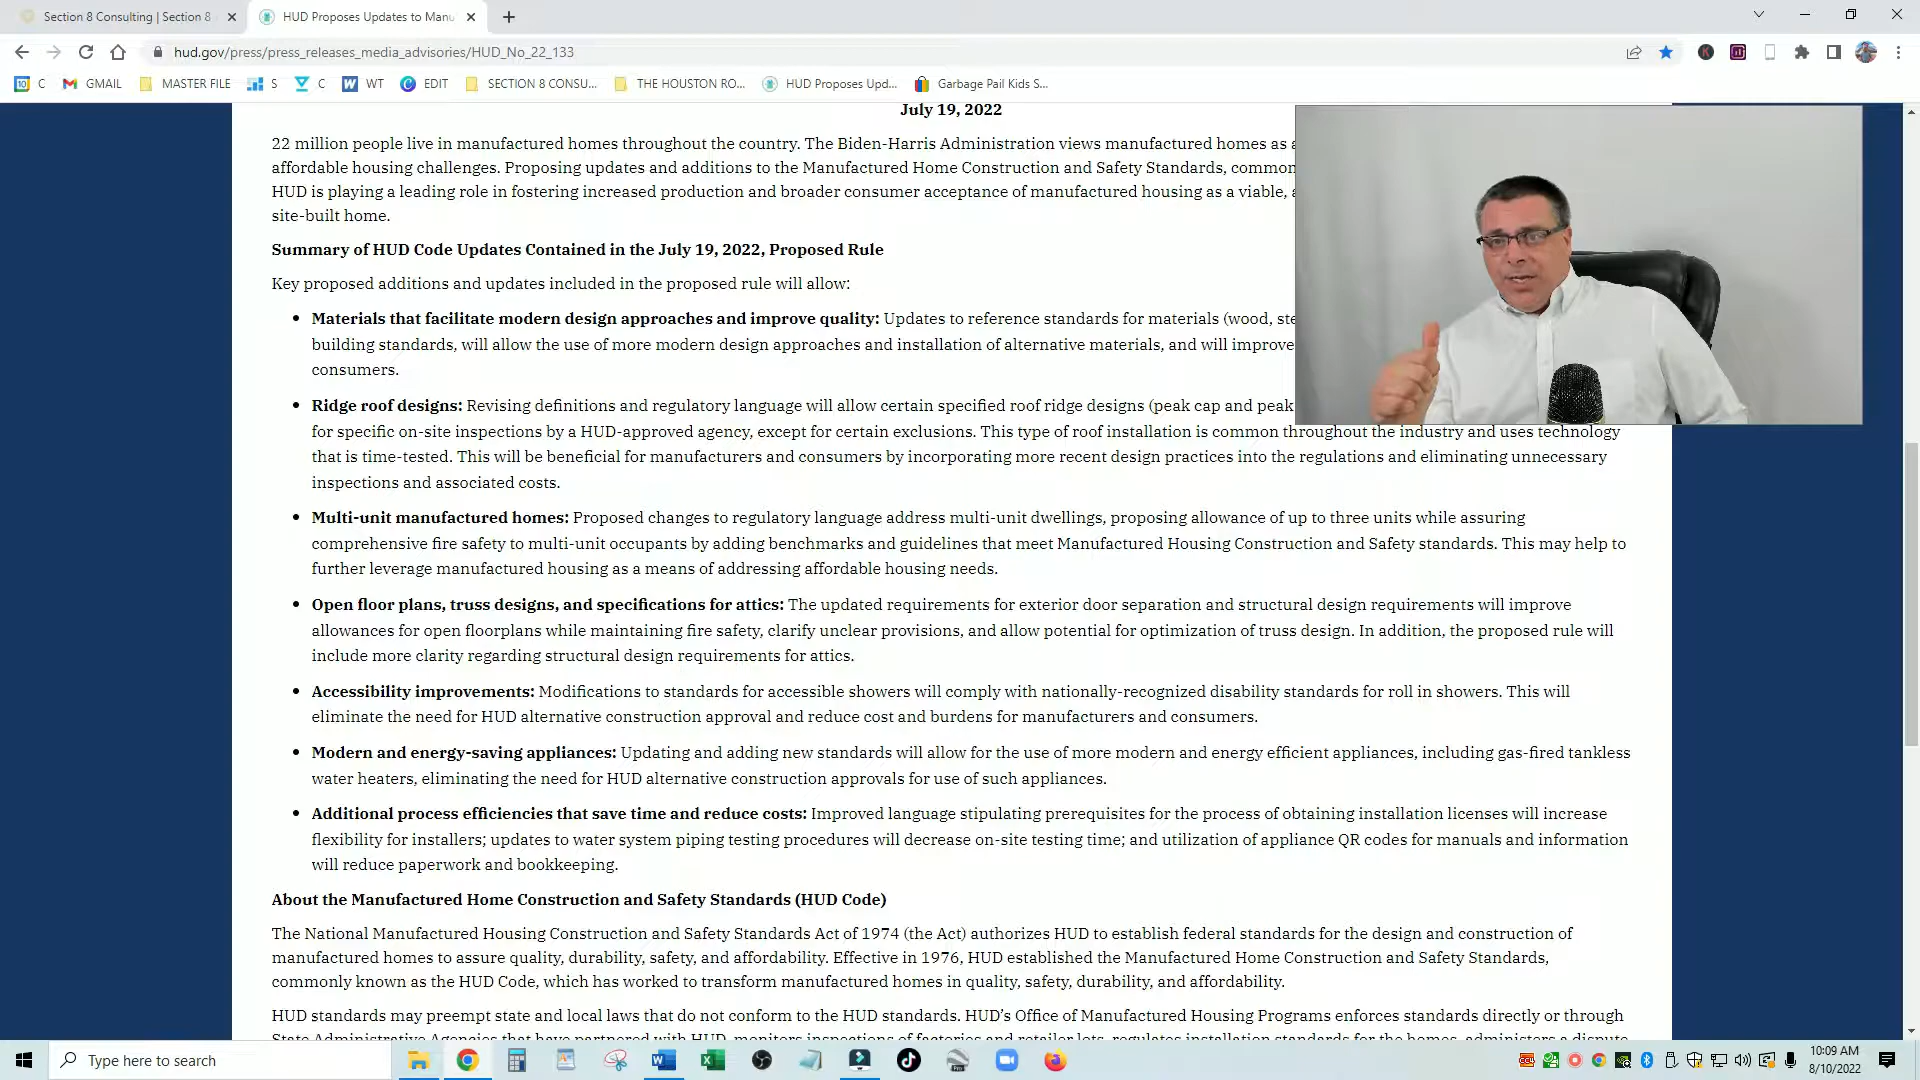 Section 8 Consulting | Section 8
HUD Proposes Updates to Manu
hud.gov/press/press_releases_media_advisories/HUD_No_22_133
C
GMAIL
MASTER FILE
S
C
WT
EDIT
SECTION 8 CONSU...
THE HOUSTON RO...
HUD Proposes Upd...
Garbage Pail Kids S...
July 19, 2022
22 million people live in manufactured homes throughout the country. The Biden-Harris Administration views manufactured homes as a
affordable housing challenges. Proposing updates and additions to the Manufactured Home Construction and Safety Standards, common
HUD is playing a leading role in fostering increased production and broader consumer acceptance of manufactured housing as a viable, a
site-built home.
Summary of HUD Code Updates Contained in the July 19, 2022, Proposed Rule
Key proposed additions and updates included in the proposed rule will allow:
Materials that facilitate modern design approaches and improve quality: Updates to reference standards for materials (wood, ste
building standards, will allow the use of more modern design approaches and installation of alternative materials, and will improve
consumers.
Ridge roof designs: Revising definitions and regulatory language will allow certain specified roof ridge designs (peak cap and peak
for specific on-site inspections by a HUD-approved agency, except for certain exclusions. This type of roof installation is common throughout the industry and uses technology
that is time-tested. This will be beneficial for manufacturers and consumers by incorporating more recent design practices into the regulations and eliminating unnecessary
inspections and associated costs.
Multi-unit manufactured homes: Proposed changes to regulatory language address multi-unit dwellings, proposing allowance of up to three units while assuring
comprehensive fire safety to multi-unit occupants by adding benchmarks and guidelines that meet Manufactured Housing Construction and Safety standards. This may help to
further leverage manufactured housing as a means of addressing affordable housing needs.
Open floor plans, truss designs, and specifications for attics: The updated requirements for exterior door separation and structural design requirements will improve
allowances for open floorplans while maintaining fire safety, clarify unclear provisions, and allow potential for optimization of truss design. In addition, the proposed rule will
include more clarity regarding structural design requirements for attics.
Accessibility improvements: Modifications to standards for accessible showers will comply with nationally-recognized disability standards for roll in showers. This will
eliminate the need for HUD alternative construction approval and reduce cost and burdens for manufacturers and consumers.
Modern and energy-saving appliances: Updating and adding new standards will allow for the use of more modern and energy efficient appliances, including gas-fired tankless
water heaters, eliminating the need for HUD alternative construction approvals for use of such appliances.
Additional process efficiencies that save time and reduce costs: Improved language stipulating prerequisites for the process of obtaining installation licenses will increase
flexibility for installers; updates to water system piping testing procedures will decrease on-site testing time; and utilization of appliance QR codes for manuals and information
will reduce paperwork and bookkeeping.
About the Manufactured Home Construction and Safety Standards (HUD Code)
The National Manufactured Housing Construction and Safety Standards Act of 1974 (the Act) authorizes HUD to establish federal standards for the design and construction of
manufactured homes to assure quality, durability, safety, and affordability. Effective in 1976, HUD established the Manufactured Home Construction and Safety Standards,
commonly known as the HUD Code, which has worked to transform manufactured homes in quality, safety, durability, and affordability.
HUD standards may preempt state and local laws that do not conform to the HUD standards. HUD's Office of Manufactured Housing Programs enforces standards directly or through
State Administrative Agencies that have partnered with HUD, monitors inspections of factories and retailer lots, regulates installation standards for the homes, administers a dispute
Type here to search
10:09 AM
8/10/2022